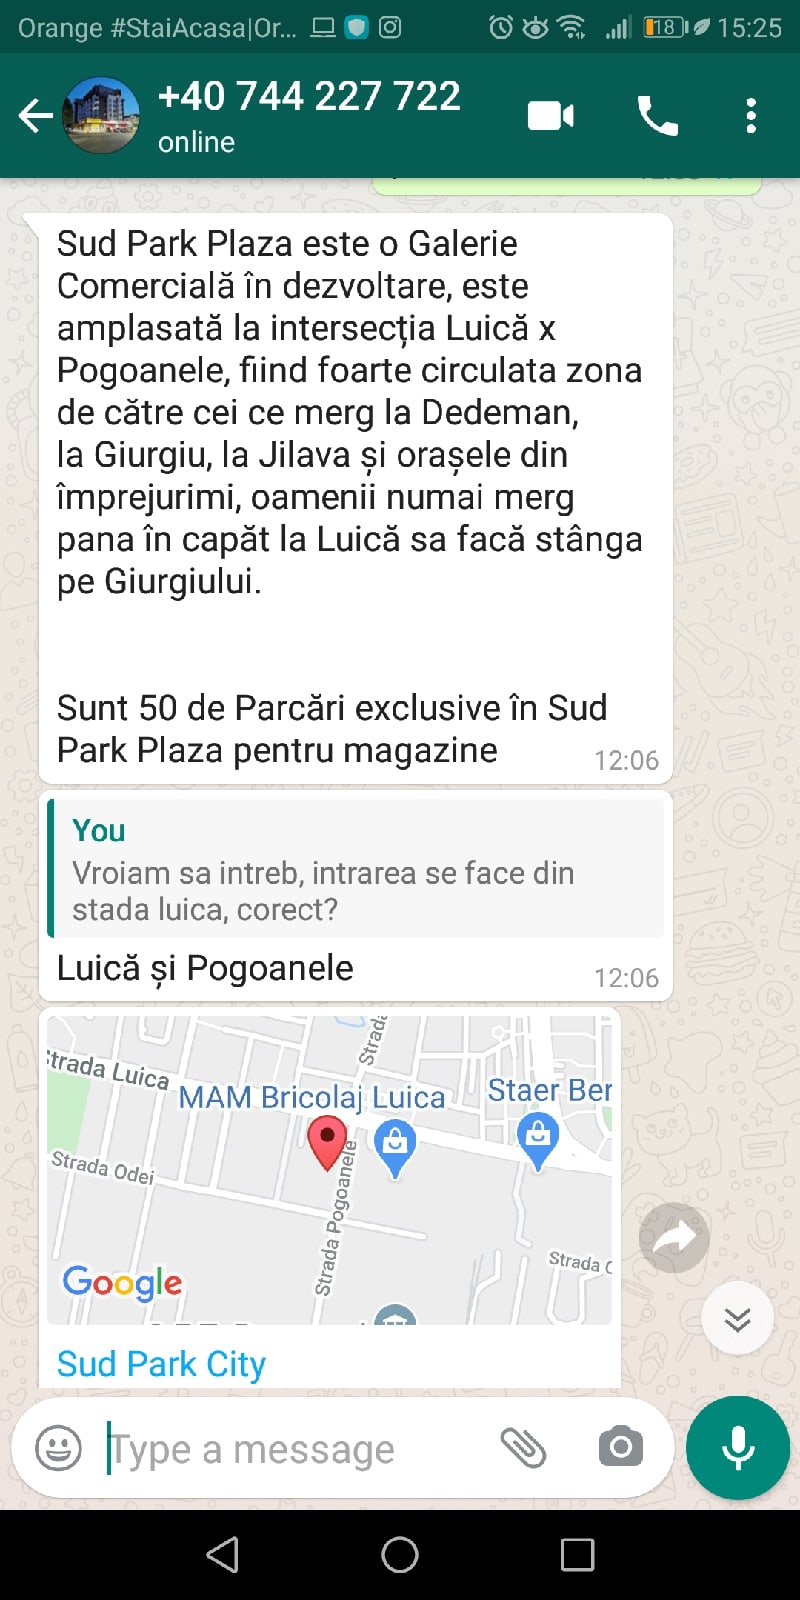 Orange #StaiAcasa|Or...
18
15:25
+40 744 227 722
online
Sud Park Plaza este o Galerie
Comercială în dezvoltare, este
amplasată la intersecția Luică x
Pogoanele, fiind foarte circulata zona
de către cei ce merg la Dedeman,
la Giurgiu, la Jilava și orașele din
împrejurimi, oamenii numai merg
pana în capăt la Luică sa facă stânga
pe Giurgiului.
Sunt 50 de Parcări exclusive în Sud
Park Plaza pentru magazine
12:06
You
Vroiam sa intreb, intrarea se face din
stada luica, corect?
Luică și Pogoanele
12:06
Strada
Strada Luica
MAM Bricolaj Luica
Staer Ber
Strada Odei
Strada Pogoanele
Strada
Google
Sud Park City
Type a message